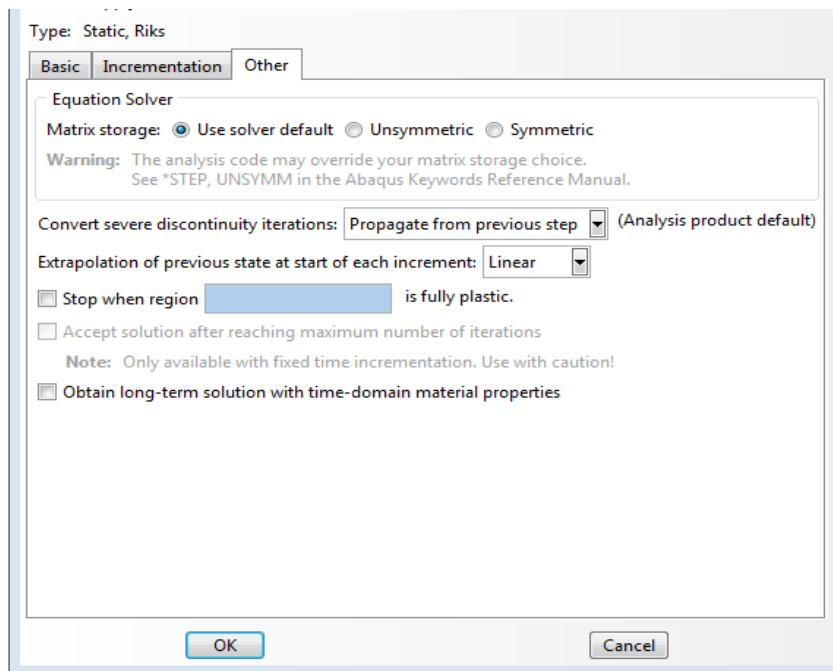 Type: Static, Riks
Basic Incrementation Other
Equation Solver
Matrix storage: Use solver default Unsymmetric Symmetric
Warning: The analysis code may override your matrix storage choice.
See *STEP, UNSYMM in the Abaqus Keywords Reference Manual.
Convert severe discontinuity iterations: Propagate from previous step (Analysis product default)
Extrapolation of previous state at start of each increment: Linear
Stop when region is fully plastic.
Accept solution after reaching maximum number of iterations
Note: Only available with fixed time incrementation. Use with caution!
Obtain long-term solution with time-domain material properties
OK Cancel